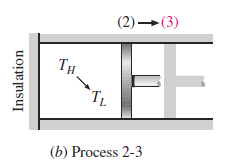 (2) → (3)
Insulation
T_H
T_L
(b) Process 2-3